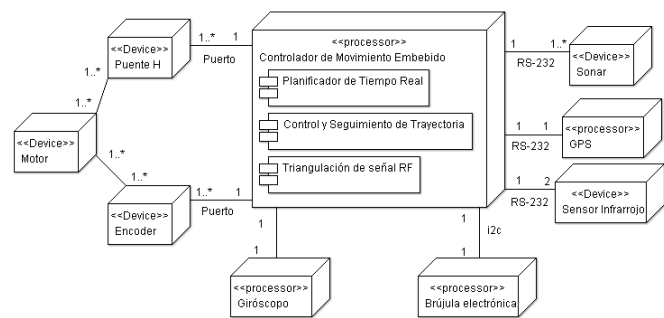 <<Device>>
Puente H
1..*
1..*
1
Puerto
1..*
<<Device>>
Motor
1..*
1..*
<<Device>>
Encoder
1..*
1
Puerto
<<processor>>
Controlador de Movimiento Embebido
Planificador de Tiempo Real
Control y Seguimiento de Trayectoria
Triangulación de señal RF
1
1..*
RS-232
<<Device>>
Sonar
1
1
RS-232
<<processor>>
GPS
1
2
RS-232
<<Device>>
Sensor Infrarrojo
1
1
<<processor>>
Giróscopo
1
i2c
1
<<processor>>
Brújula electrónica